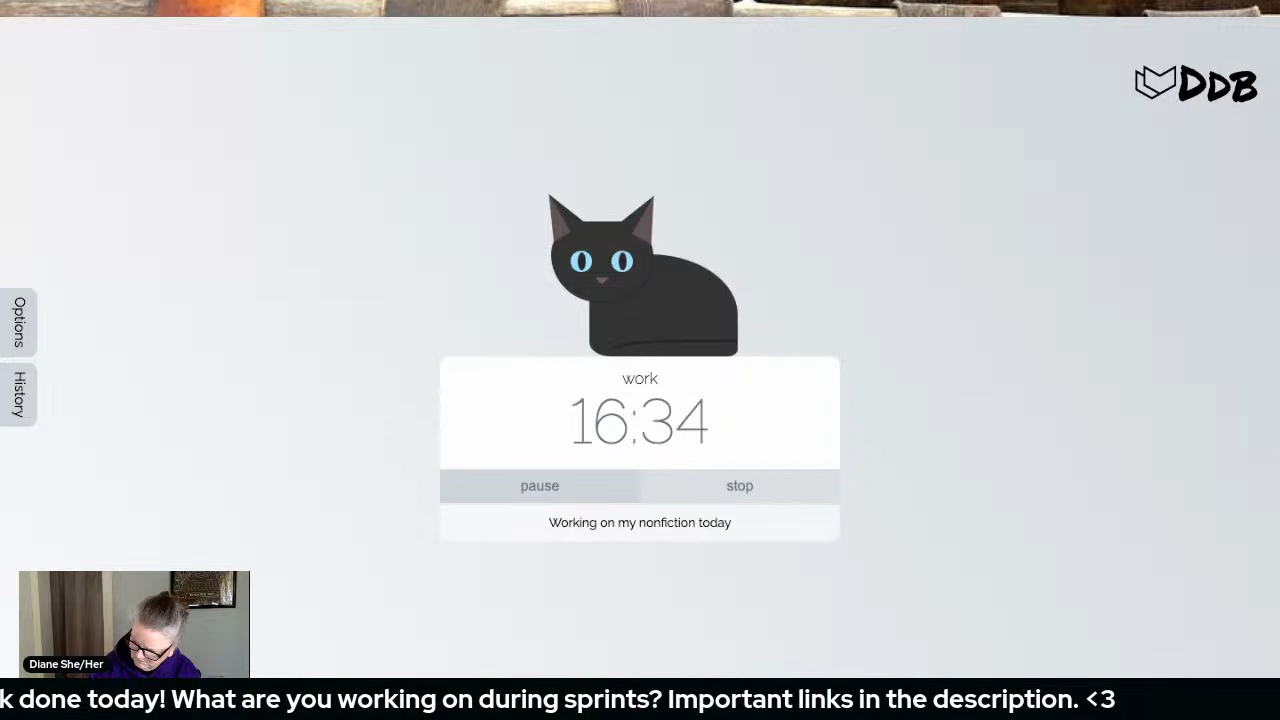 DDB
Options
History
work
16:34
pause
stop
Working on my nonfiction today
Diane She/Her
k done today! What are you working on during sprints? Important links in the description. <3